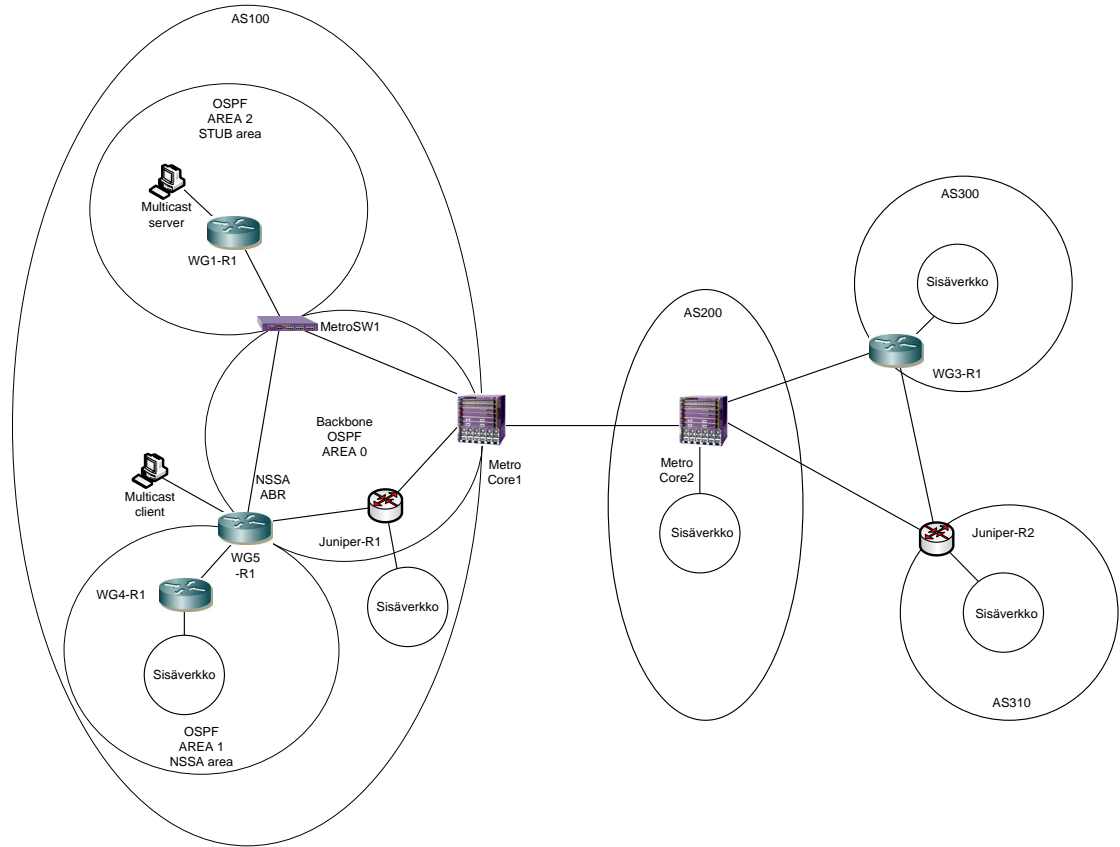 AS100
OSPF
AREA 2
STUB area
Multicast
server
WG1-R1
MetroSW1
Backbone
OSPF
AREA 0
Metro
Core1
NSSA
ABR
Multicast
client
WG5
-R1
Juniper-R1
Sisäverkko
WG4-R1
Sisäverkko
OSPF
AREA 1
NSSA area
AS200
Metro
Core2
Sisäverkko
AS300
Sisäverkko
WG3-R1
Juniper-R2
Sisäverkko
AS310